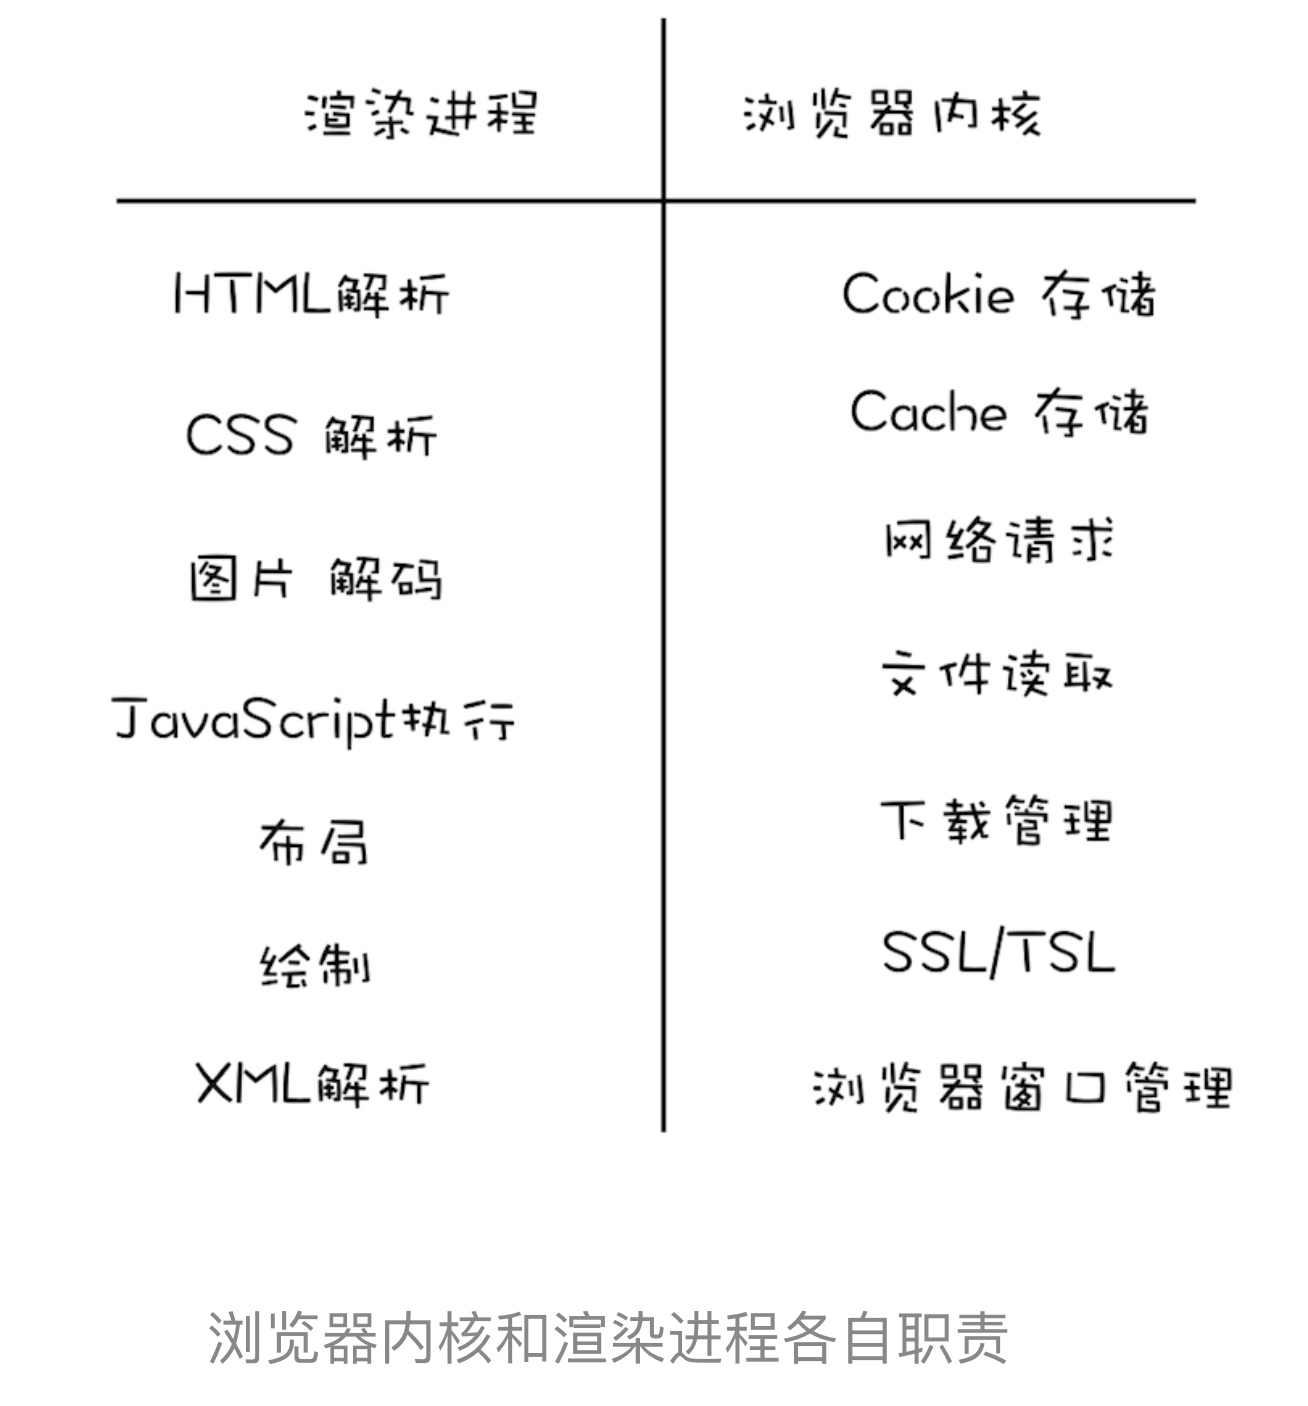 渲染进程 浏览器内核
HTML解析 Cookie 存储
CSS 解析 Cache 存储
图片 解码 网络请求
JavaScript执行 文件读取
布局 下载管理
绘制 SSL/TSL
XML解析 浏览器窗口管理
浏览器内核和渲染进程各自职责